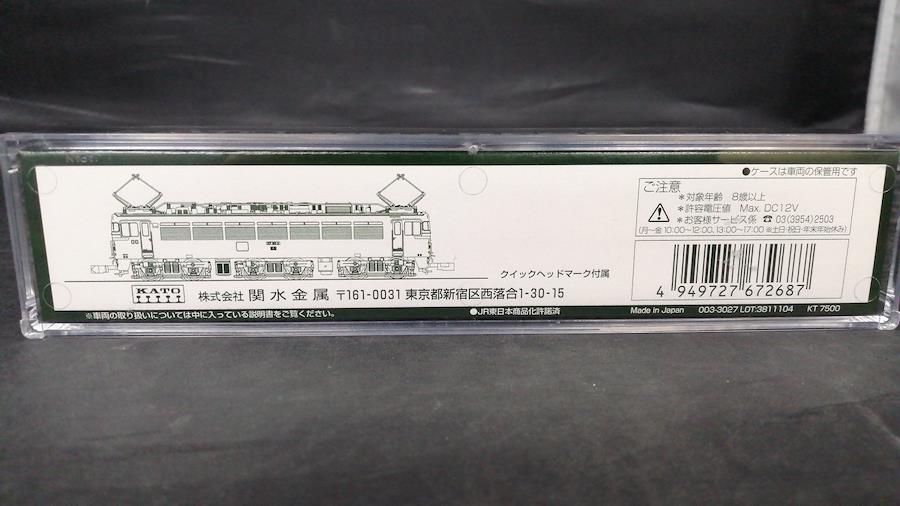 ●ケースは車両の保管用です
ご注意
＊対象年齢 8歳以上
＊許容電圧値 Max. DC12V
＊お客様サービス係 ☎ 03(3954)2503
(月〜金 10:00〜12:00, 13:00〜17:00 ※土日・祝日・年末年始休み)
クイックヘッドマーク付属
KATO 株式会社 関水金属 〒161-0031 東京都新宿区西落合1-30-15
4 949727 672687
※車両の取り扱いについては中に入っている説明書をご覧ください。 ●JR東日本商品化許諾済 Made in Japan 003-3027 LOT:3811104 KT 7500